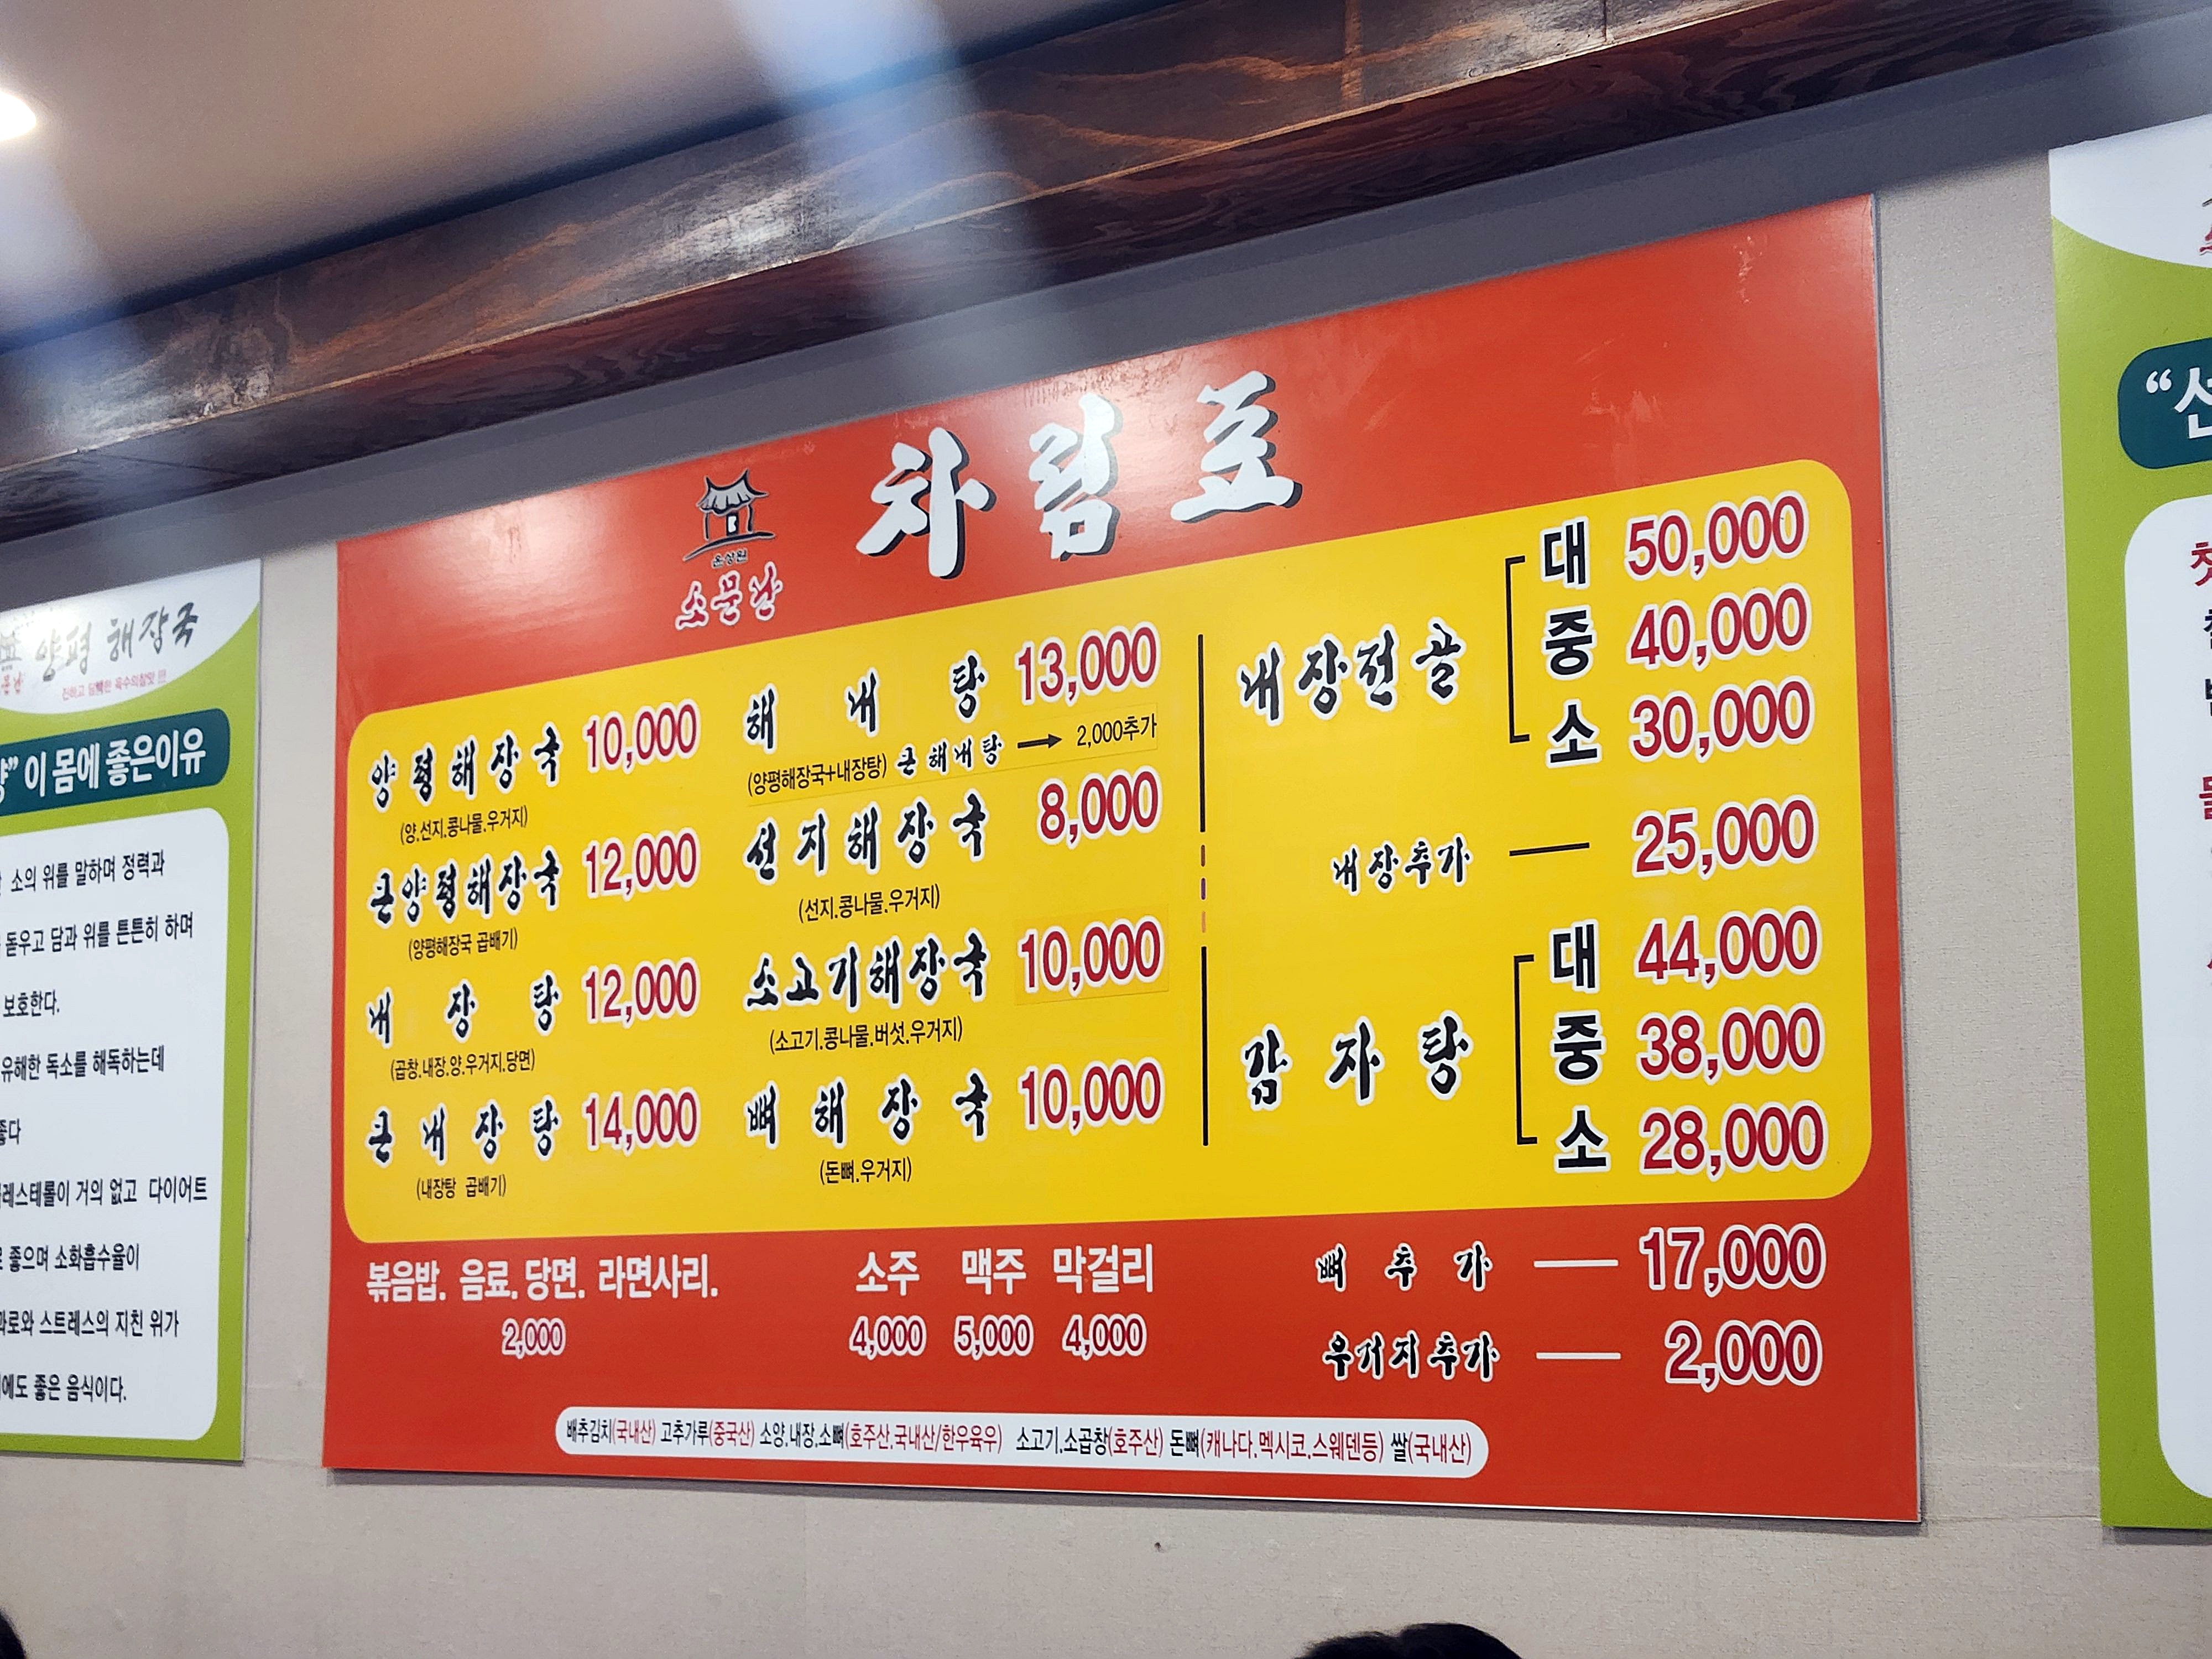 양평 해장국
이 몸에 좋은이유
소의 위를 말하며 정력과
돋우고 담과 위를 튼튼히 하며
보호한다.
유해한 독소를 해독하는데
좋다
레스테롤이 거의 없고 다이어트
좋으며 소화흡수율이
스트레스의 지친 위가
에도 좋은 음식이다.
온성원
소문난
차림표
양평해장국 10,000
(양.선지.콩나물.우거지)
큰양평해장국 12,000
(양평해장국 곱배기)
내장탕 12,000
(곱창.내장.양.우거지.당면)
큰내장탕 14,000
(내장탕 곱배기)
해내탕 13,000
(양평해장국+내장탕) 큰해내탕 → 2,000추가
선지해장국 8,000
(선지.콩나물.우거지)
소고기해장국 10,000
(소고기.콩나물.버섯.우거지)
뼈해장국 10,000
(돈뼈.우거지)
내장전골
대 50,000
중 40,000
소 30,000
내장추가 — 25,000
감자탕
대 44,000
중 38,000
소 28,000
볶음밥. 음료. 당면. 라면사리.
2,000
소주 맥주 막걸리
4,000 5,000 4,000
뼈추가 — 17,000
우거지추가 — 2,000
배추김치(국내산) 고추가루(중국산) 소양.내장.소뼈(호주산.국내산/한우육우) 소고기.소곱창(호주산) 돈뼈(캐나다.멕시코.스웨덴등) 쌀(국내산)